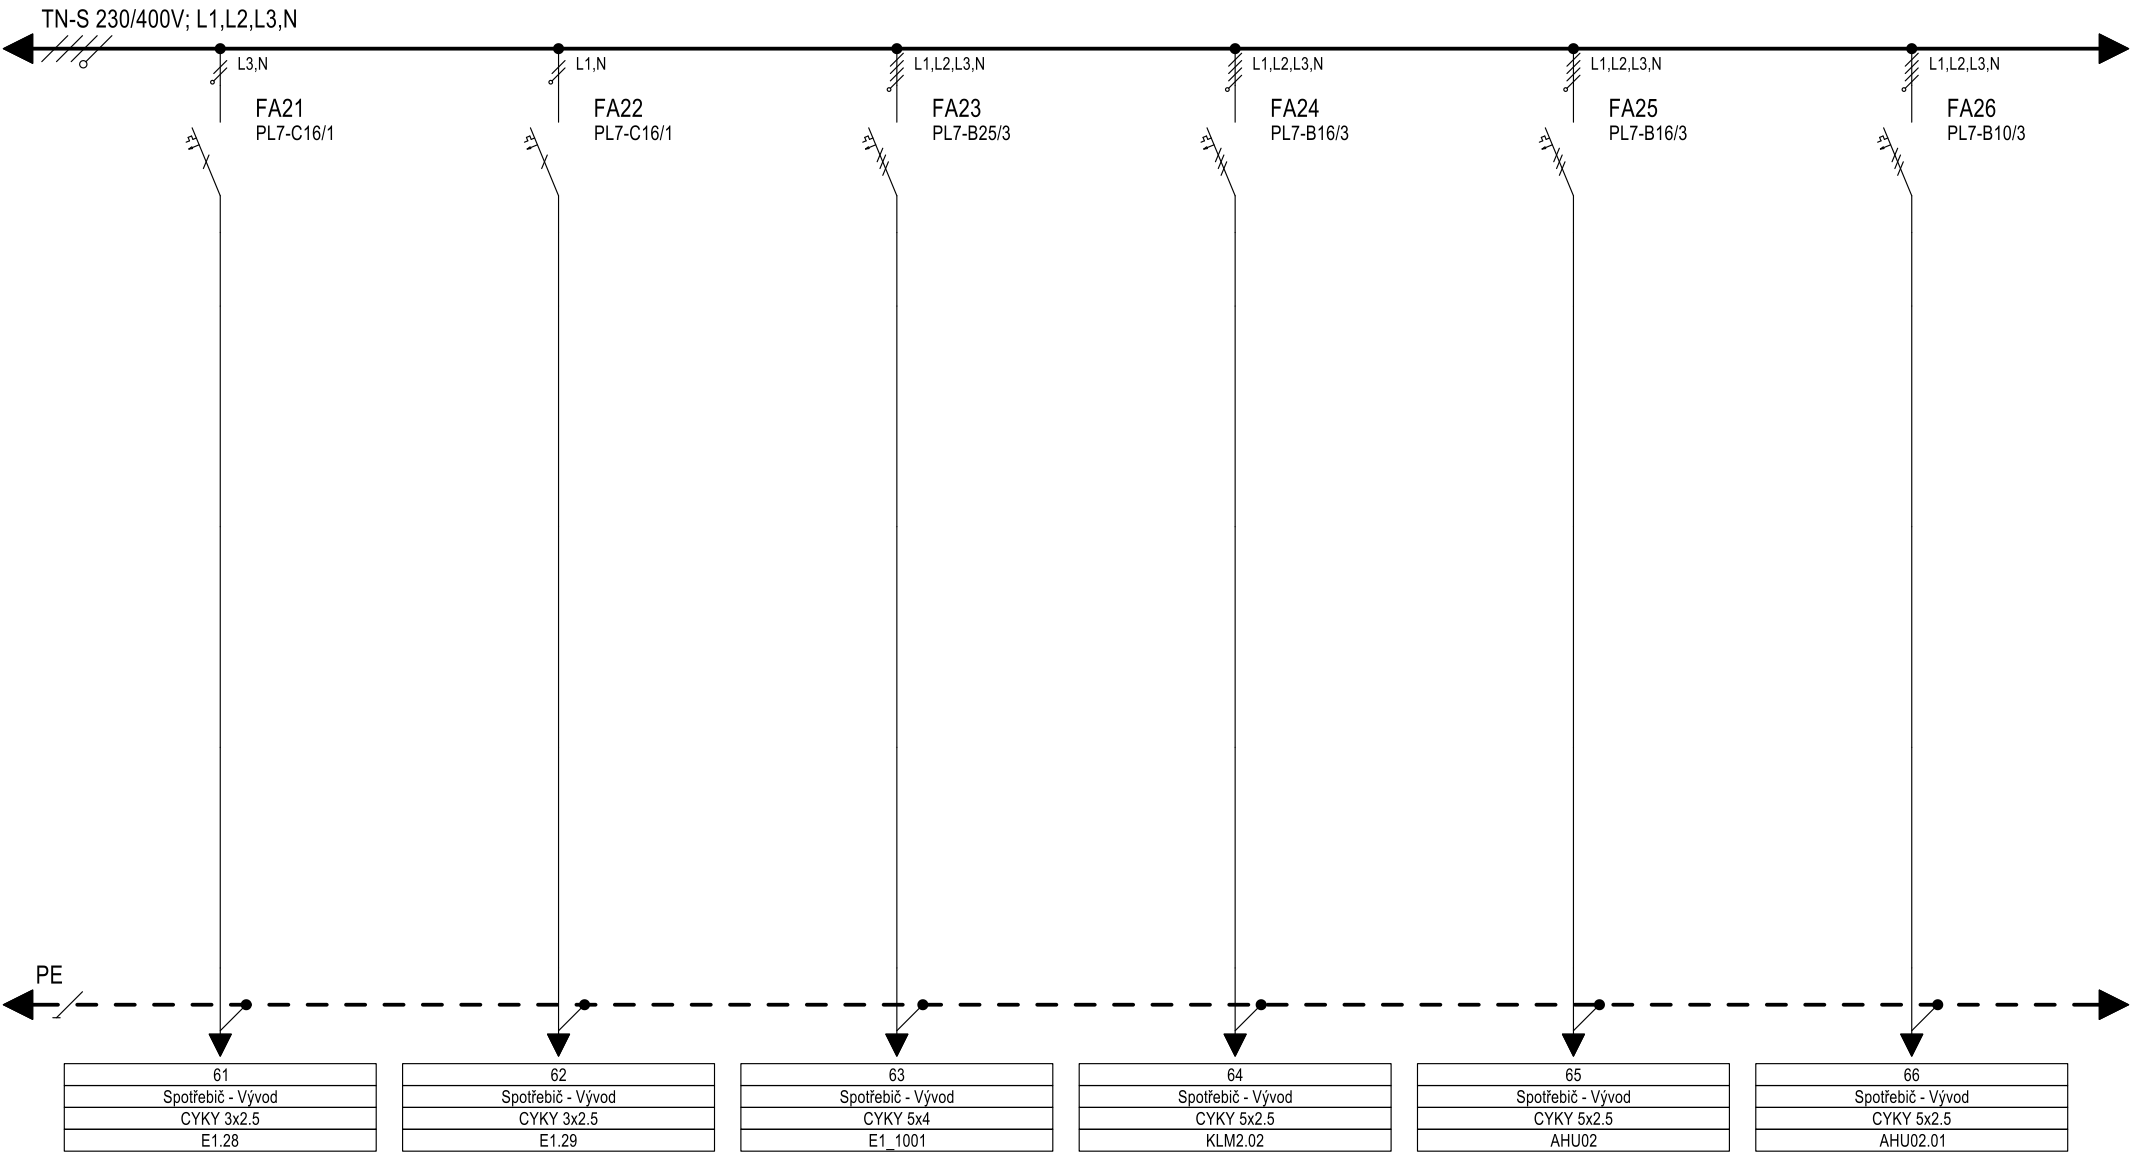 TN-S 230/400V; L1,L2,L3,N
L3,N
FA21
PL7-C16/1
L1,N
FA22
PL7-C16/1
L1,L2,L3,N
FA23
PL7-B25/3
L1,L2,L3,N
FA24
PL7-B16/3
L1,L2,L3,N
FA25
PL7-B16/3
L1,L2,L3,N
FA26
PL7-B10/3
PE
61
Spotřebič - Vývod
CYKY 3x2.5
E1.28
62
Spotřebič - Vývod
CYKY 3x2.5
E1.29
63
Spotřebič - Vývod
CYKY 5x4
E1_1001
64
Spotřebič - Vývod
CYKY 5x2.5
KLM2.02
65
Spotřebič - Vývod
CYKY 5x2.5
AHU02
66
Spotřebič - Vývod
CYKY 5x2.5
AHU02.01